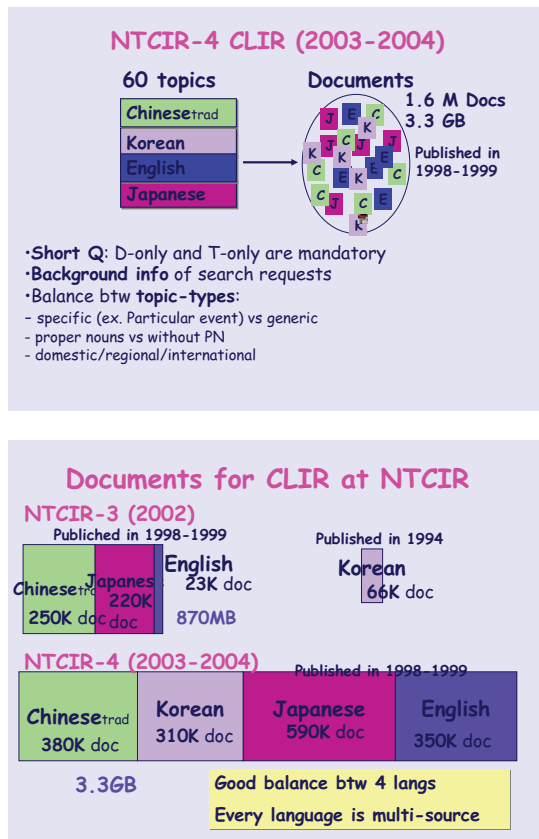 NTCIR-4 CLIR (2003-2004)
60 topics
Documents
Chinesetrad
Korean
English
Japanese
1.6 M Docs
3.3 GB
Published in
1998-1999
J E C
K
J C J J
K K
C E K E E C
C J C E
K
•Short Q: D-only and T-only are mandatory
•Background info of search requests
•Balance btw topic-types:
– specific (ex. Particular event) vs generic
- proper nouns vs without PN
- domestic/regional/international
Documents for CLIR at NTCIR
NTCIR-3 (2002)
Publiched in 1998-1999
Published in 1994
Chinesetrad
250K doc
Japanese
220K
doc
English
23K doc
870MB
Korean
66K doc
NTCIR-4 (2003-2004)
Published in 1998-1999
Chinesetrad
380K doc
Korean
310K doc
Japanese
590K doc
English
350K doc
3.3GB
Good balance btw 4 langs
Every language is multi-source